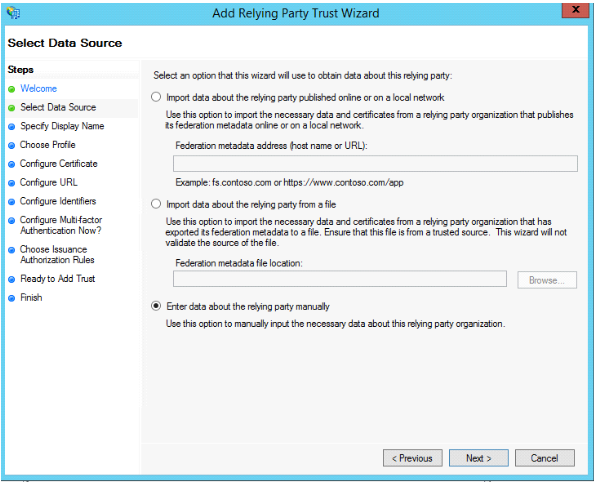 Add Relying Party Trust Wizard
X
Select Data Source
Steps
Welcome
Select Data Source
Specify Display Name
Choose Profile
Configure Certificate
Configure URL
Configure Identifiers
Configure Multi-factor
Authentication Now?
Choose Issuance
Authorization Rules
Ready to Add Trust
Finish
Select an option that this wizard will use to obtain data about this relying party:
Import data about the relying party published online or on a local network
Use this option to import the necessary data and certificates from a relying party organization that publishes
its federation metadata online or on a local network.
Federation metadata address (host name or URL):
Example: fs.contoso.com or https://www.contoso.com/app
Import data about the relying party from a file
Use this option to import the necessary data and certificates from a relying party organization that has
exported its federation metadata to a file. Ensure that this file is from a trusted source. This wizard will not
validate the source of the file.
Federation metadata file location:
Browse...
Enter data about the relying party manually
Use this option to manually input the necessary data about this relying party organization.
< Previous
Next >
Cancel